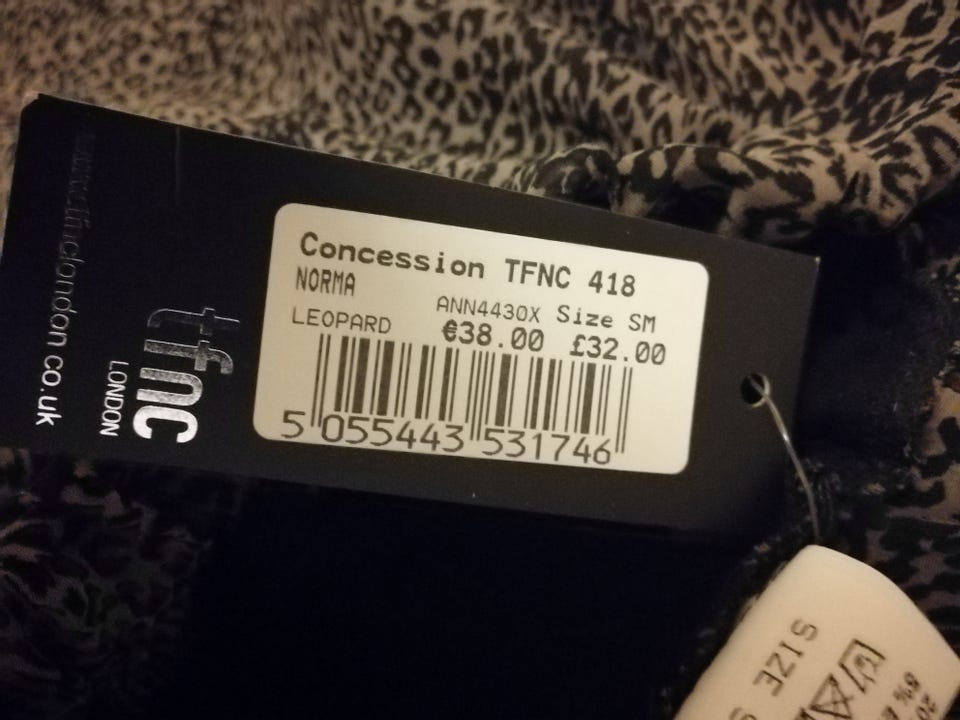 Concession TFNC 418
NORMA
ANN4430X Size SM
LEOPARD €38.00 £32.00
5 055443 531746
tfnc
LONDON
www.tfnclondon.co.uk
SIZE